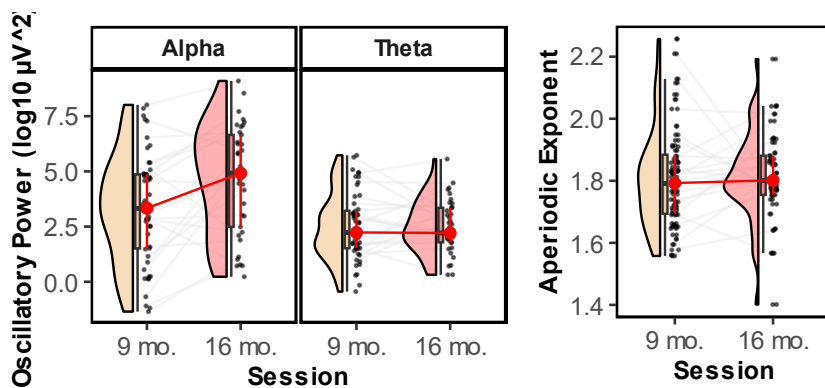 Oscillatory Power (log10 µV^2)
Alpha
Theta
7.5
5.0
2.5
0.0
9 mo.
16 mo.
9 mo.
16 mo.
Session
Aperiodic Exponent
2.2
2.0
1.8
1.6
1.4
9 mo.
16 mo.
Session